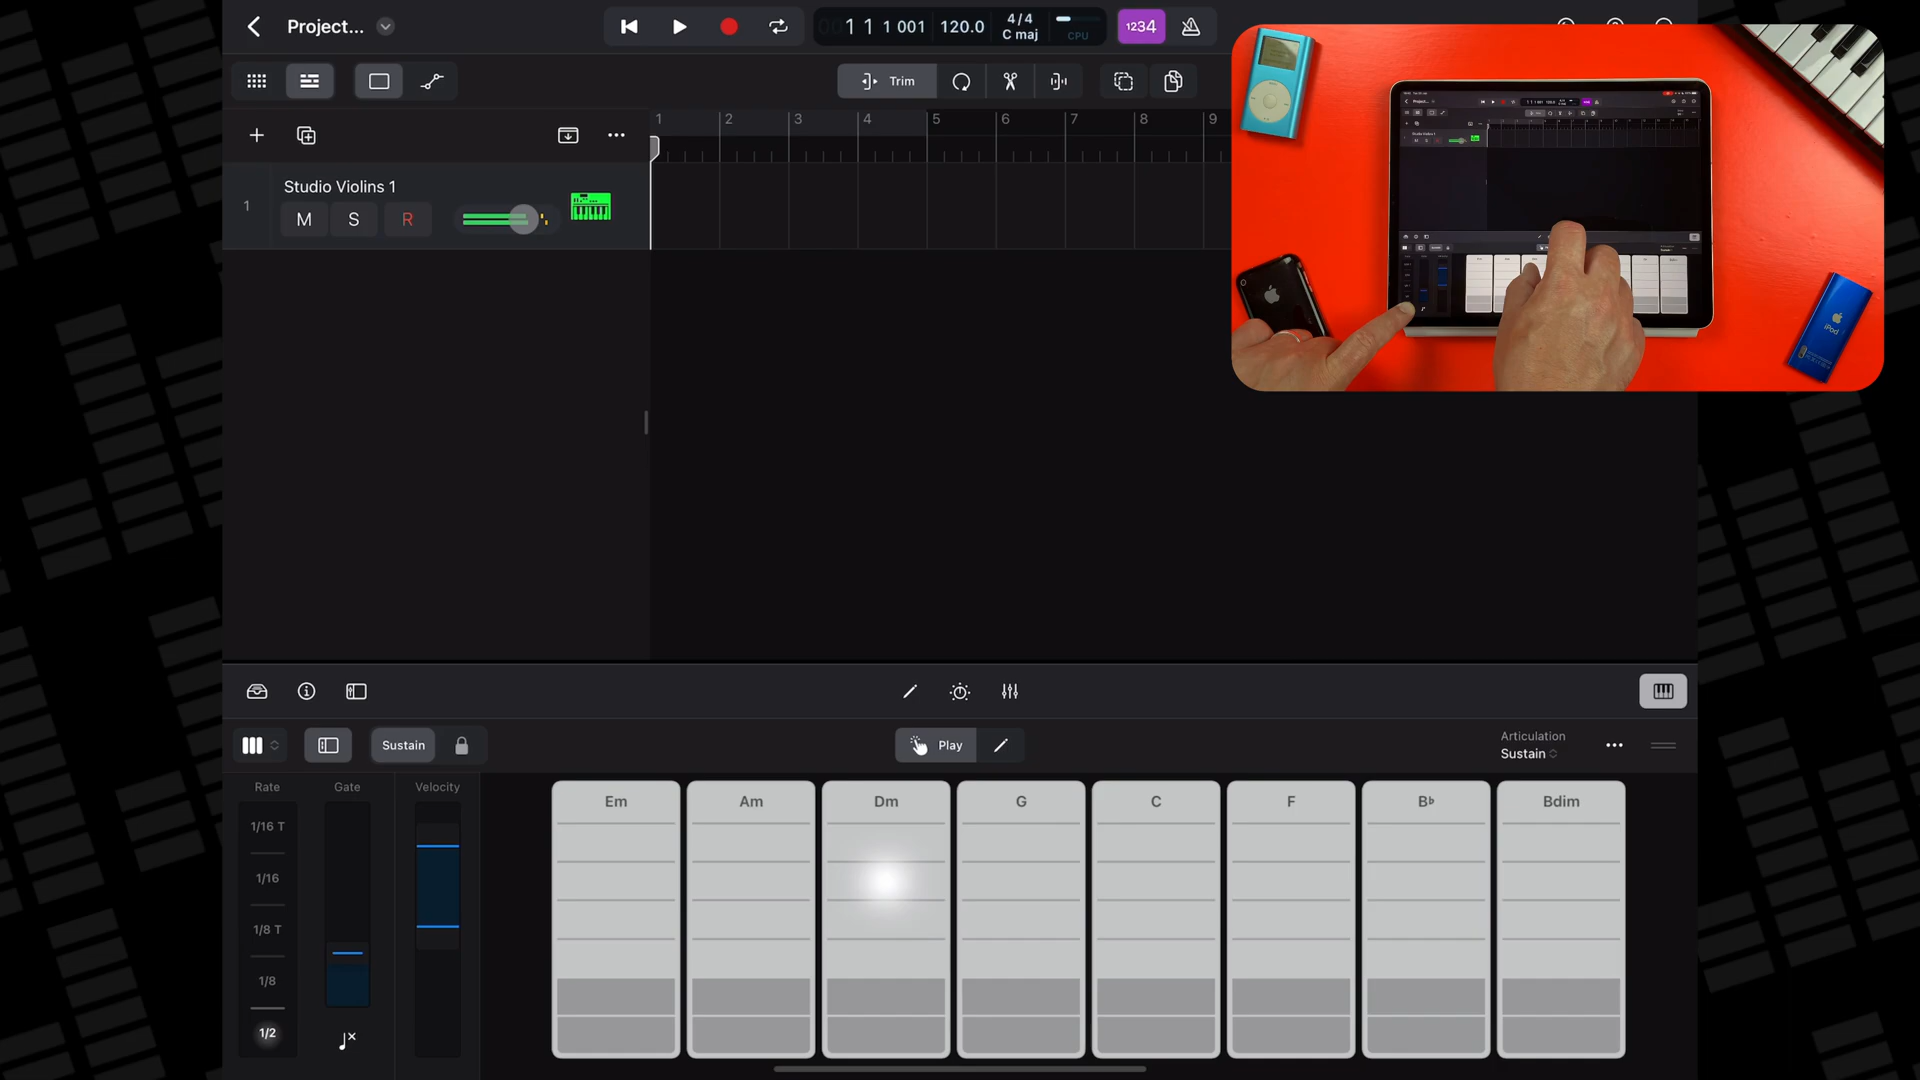 Project...
1 1 1 001
120.0
4/4
C maj
CPU
1234
Trim
1
2
3
4
5
6
7
8
9
1
Studio Violins 1
M
S
R
iPod
Sustain
Play
Articulation
Sustain
Rate
Gate
Velocity
1/16 T
1/16
1/8 T
1/8
1/2
Em
Am
Dm
G
C
F
B♭
Bdim